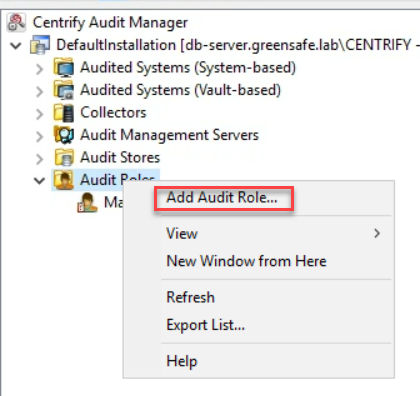 Centrify Audit Manager
DefaultInstallation [db-server.greensafe.lab\CENTRIFY -
Audited Systems (System-based)
Audited Systems (Vault-based)
Collectors
Audit Management Servers
Audit Stores
Audit Roles
Add Audit Role...
View
New Window from Here
Refresh
Export List...
Help